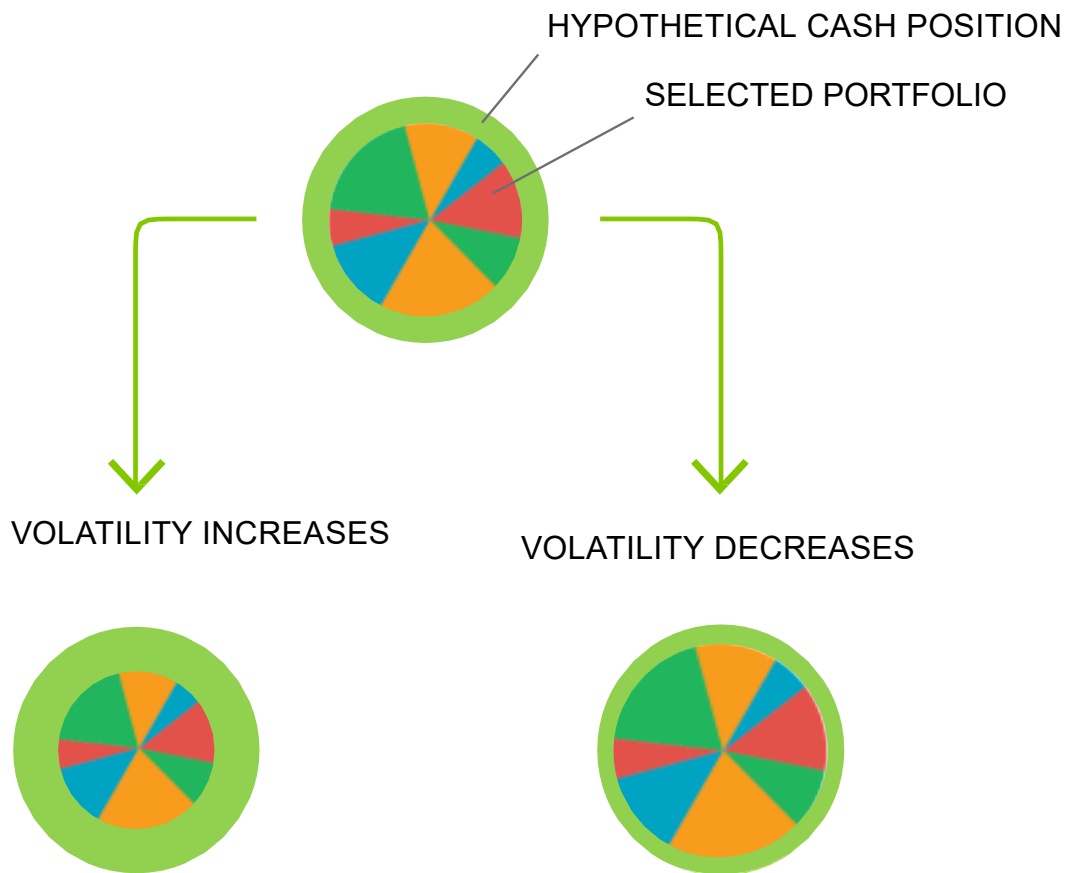 HYPOTHETICAL CASH POSITION
SELECTED PORTFOLIO
VOLATILITY INCREASES
VOLATILITY DECREASES